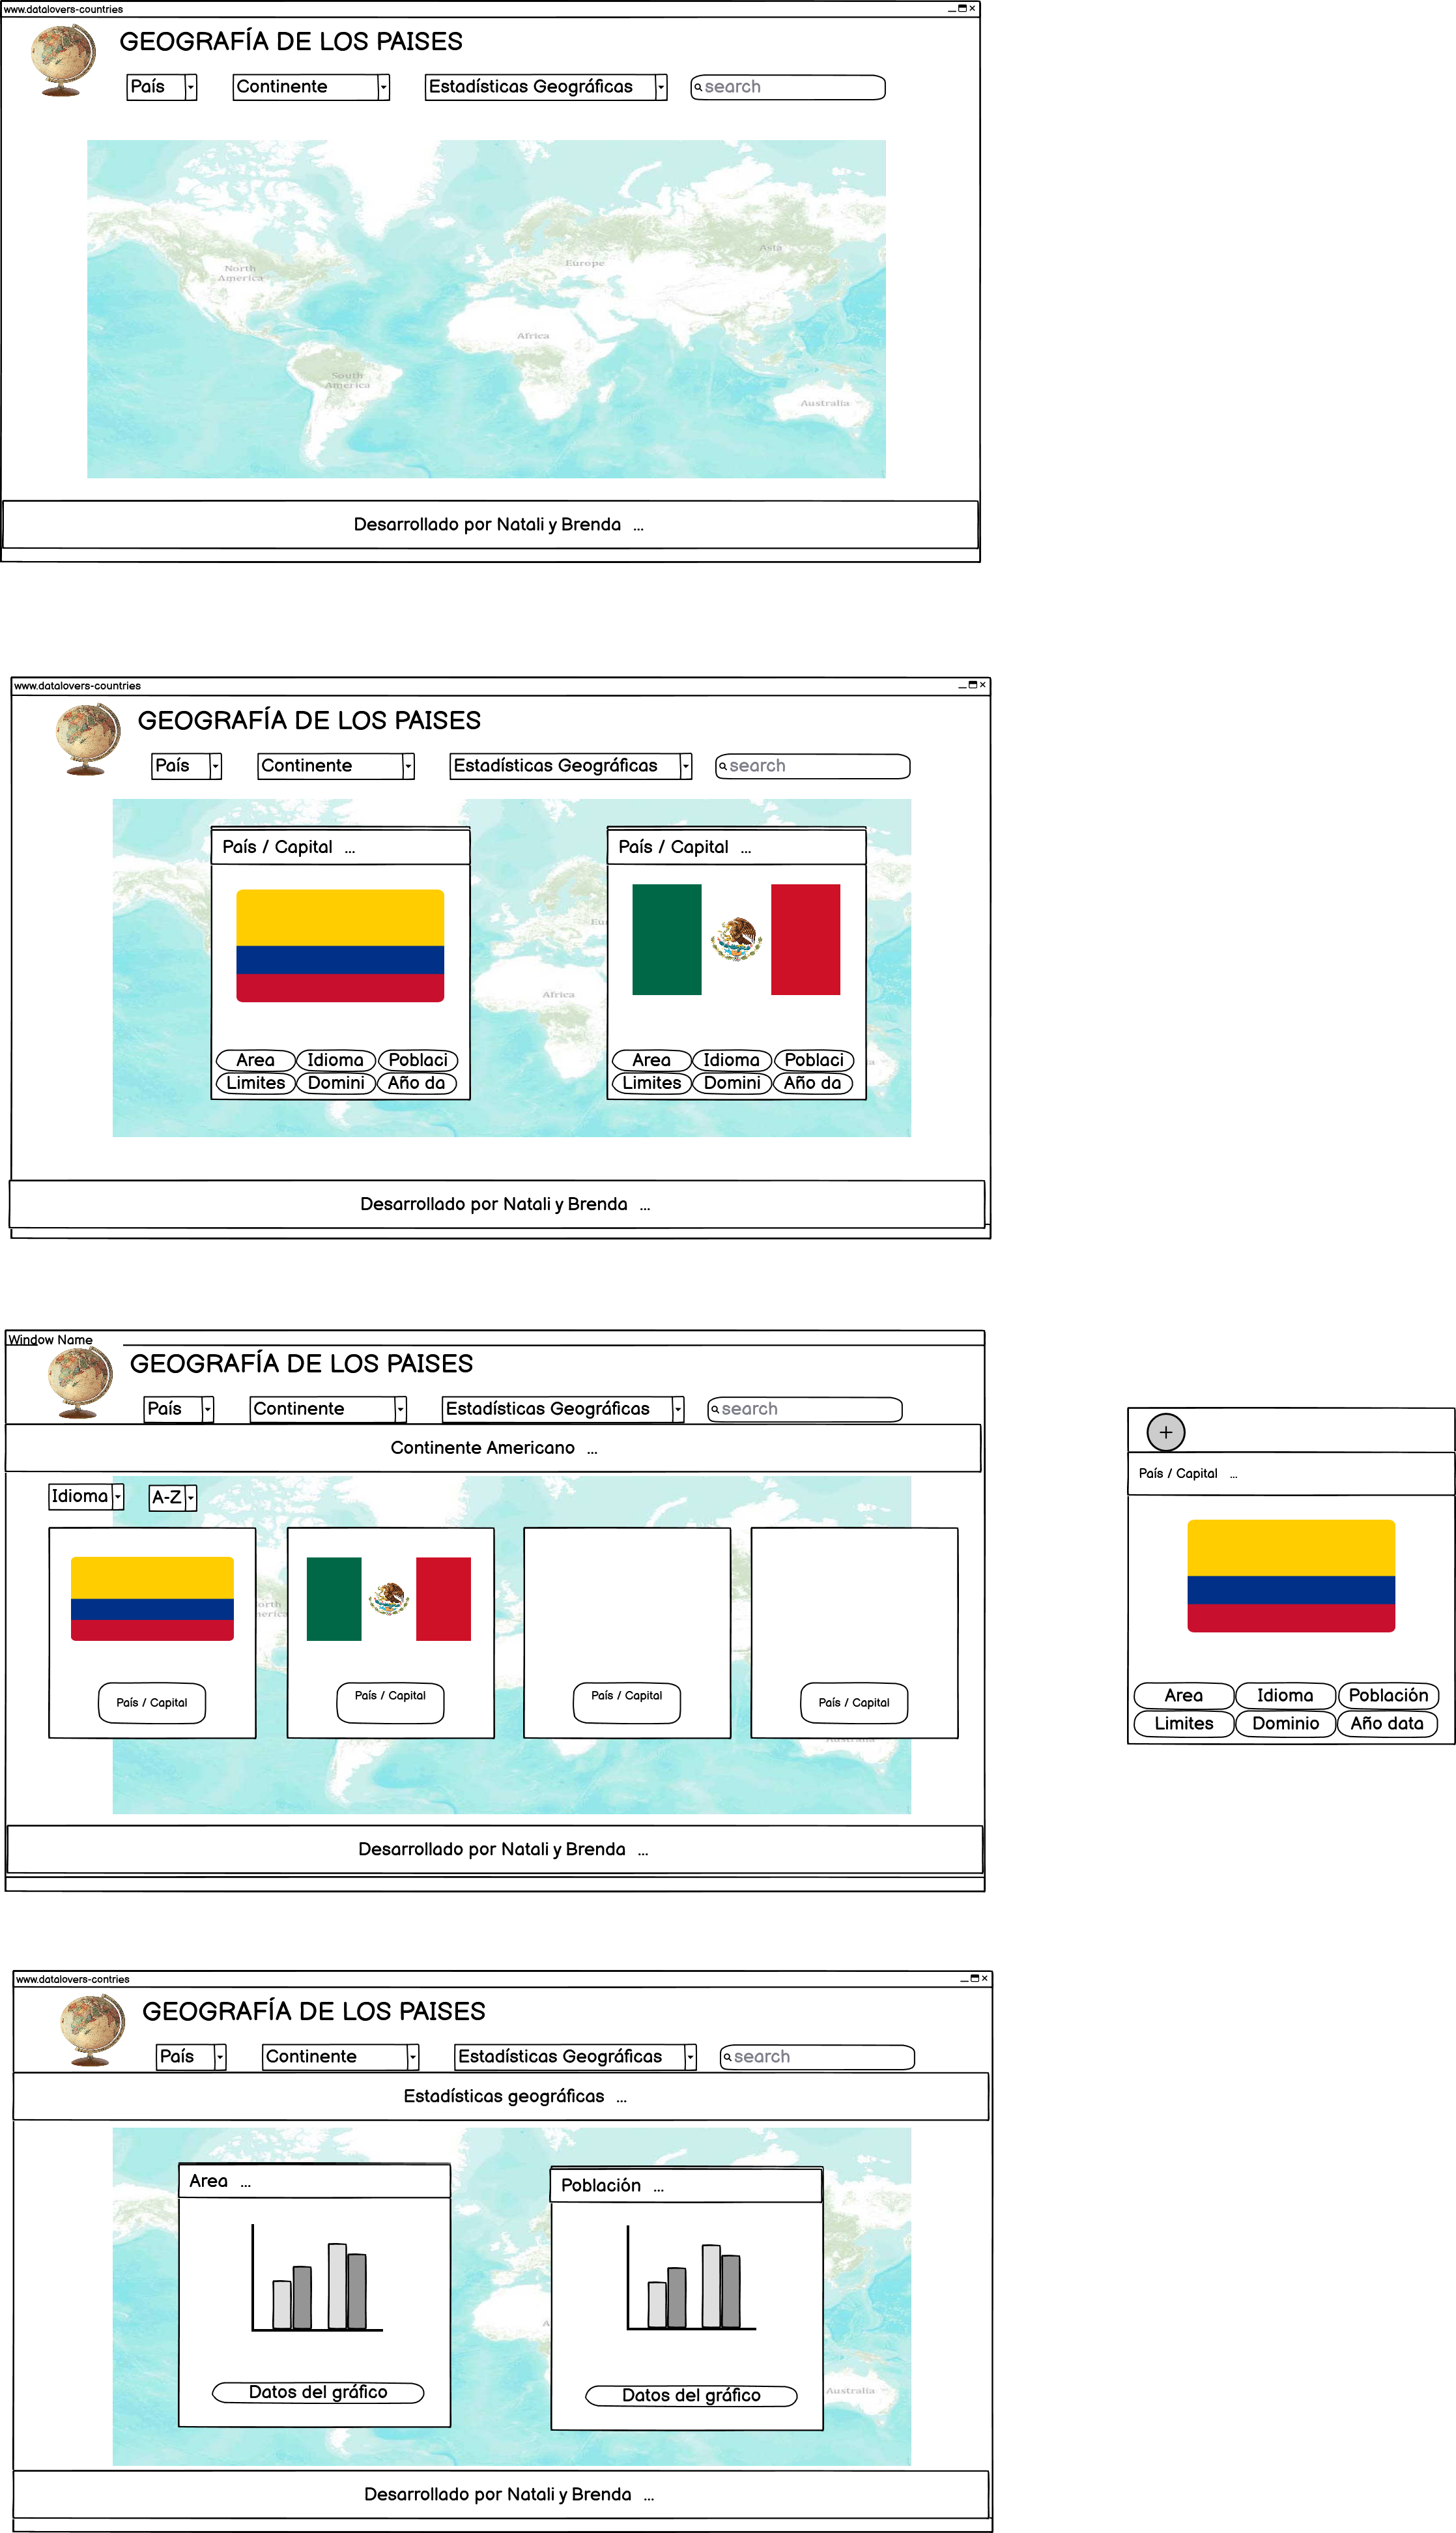 www.datalovers-countries
GEOGRAFÍA DE LOS PAISES
País Continente Estadísticas Geográficas search
North
America
Europe
Asia
Africa
South
America
Australia
Desarrollado por Natali y Brenda ...
www.datalovers-countries
GEOGRAFÍA DE LOS PAISES
País Continente Estadísticas Geográficas search
País / Capital ... País / Capital ...
Africa
Area Idioma Poblaci Area Idioma Poblaci
Limites Domini Año da Limites Domini Año da
Desarrollado por Natali y Brenda ...
Window Name
GEOGRAFÍA DE LOS PAISES
País Continente Estadísticas Geográficas search
Continente Americano ...
Idioma A-Z
País / Capital País / Capital País / Capital País / Capital
Desarrollado por Natali y Brenda ...
+
País / Capital ...
Area Idioma Población
Limites Dominio Año data
www.datalovers-contries
GEOGRAFÍA DE LOS PAISES
País Continente Estadísticas Geográficas search
Estadísticas geográficas ...
Area ... Población ...
Australia
Datos del gráfico Datos del gráfico
Desarrollado por Natali y Brenda ...